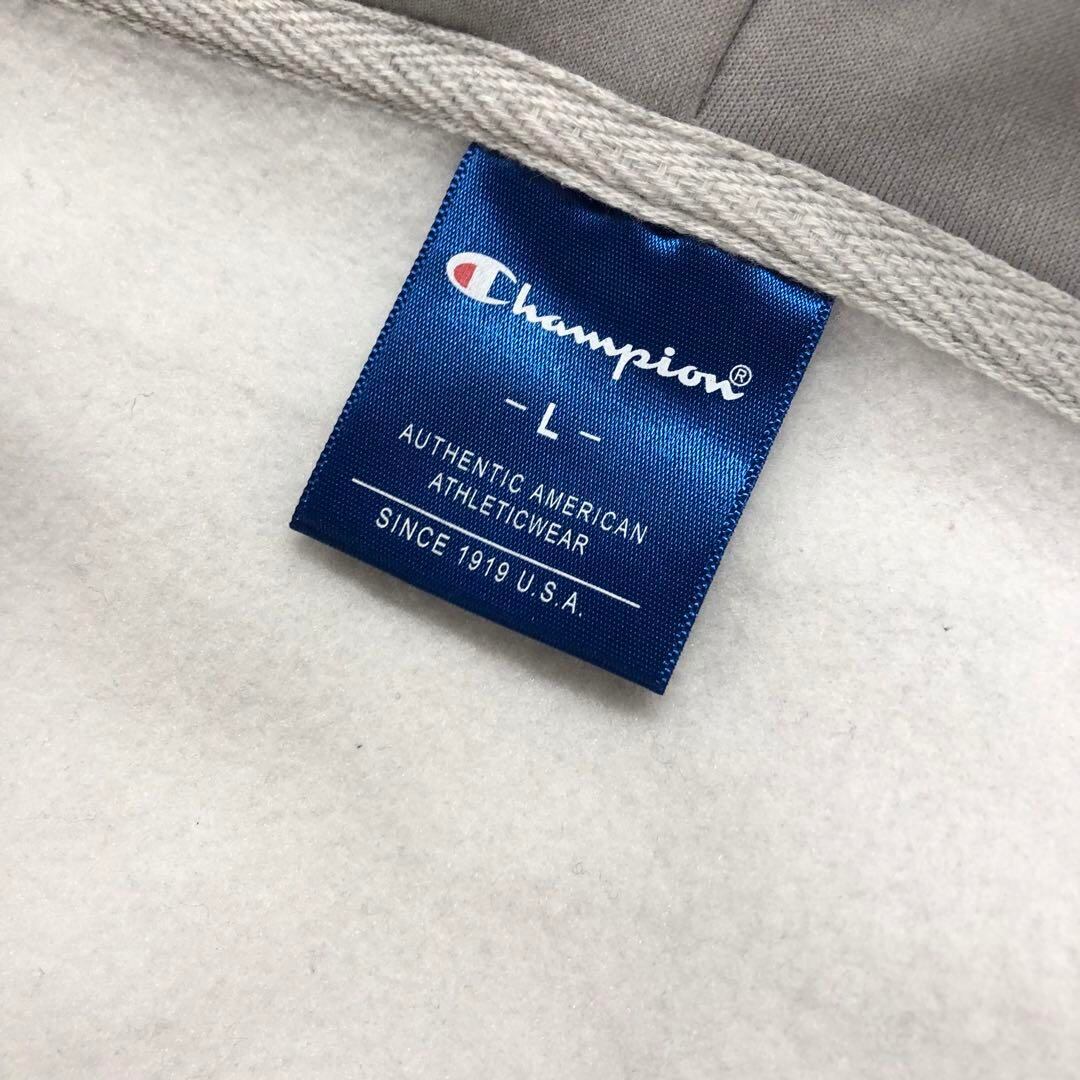 Champion®
- L -
AUTHENTIC AMERICAN
ATHLETICWEAR
SINCE 1919 U.S.A.